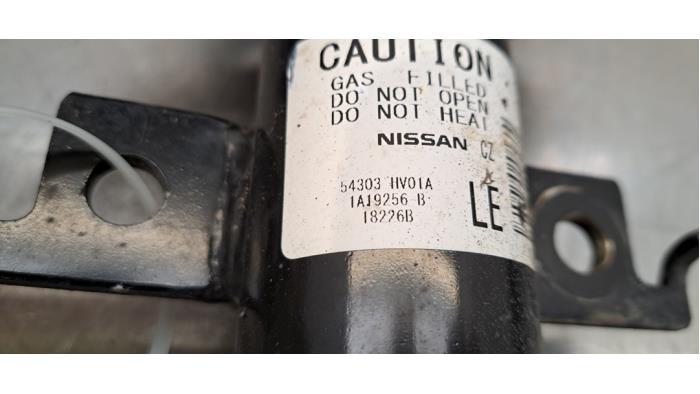 CAUTION
GAS FILLED
DO NOT OPEN
DO NOT HEAT
NISSAN CZ
54303 HV01A
1A19256-B
18226B
LE